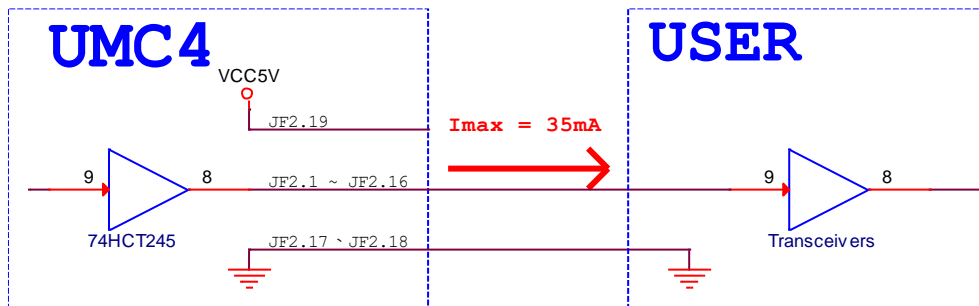 UMC4
USER
VCC5V
JF2.19
Imax = 35mA
9
8
JF2.1 ~ JF2.16
9
8
74HCT245
JF2.17、JF2.18
Transceivers